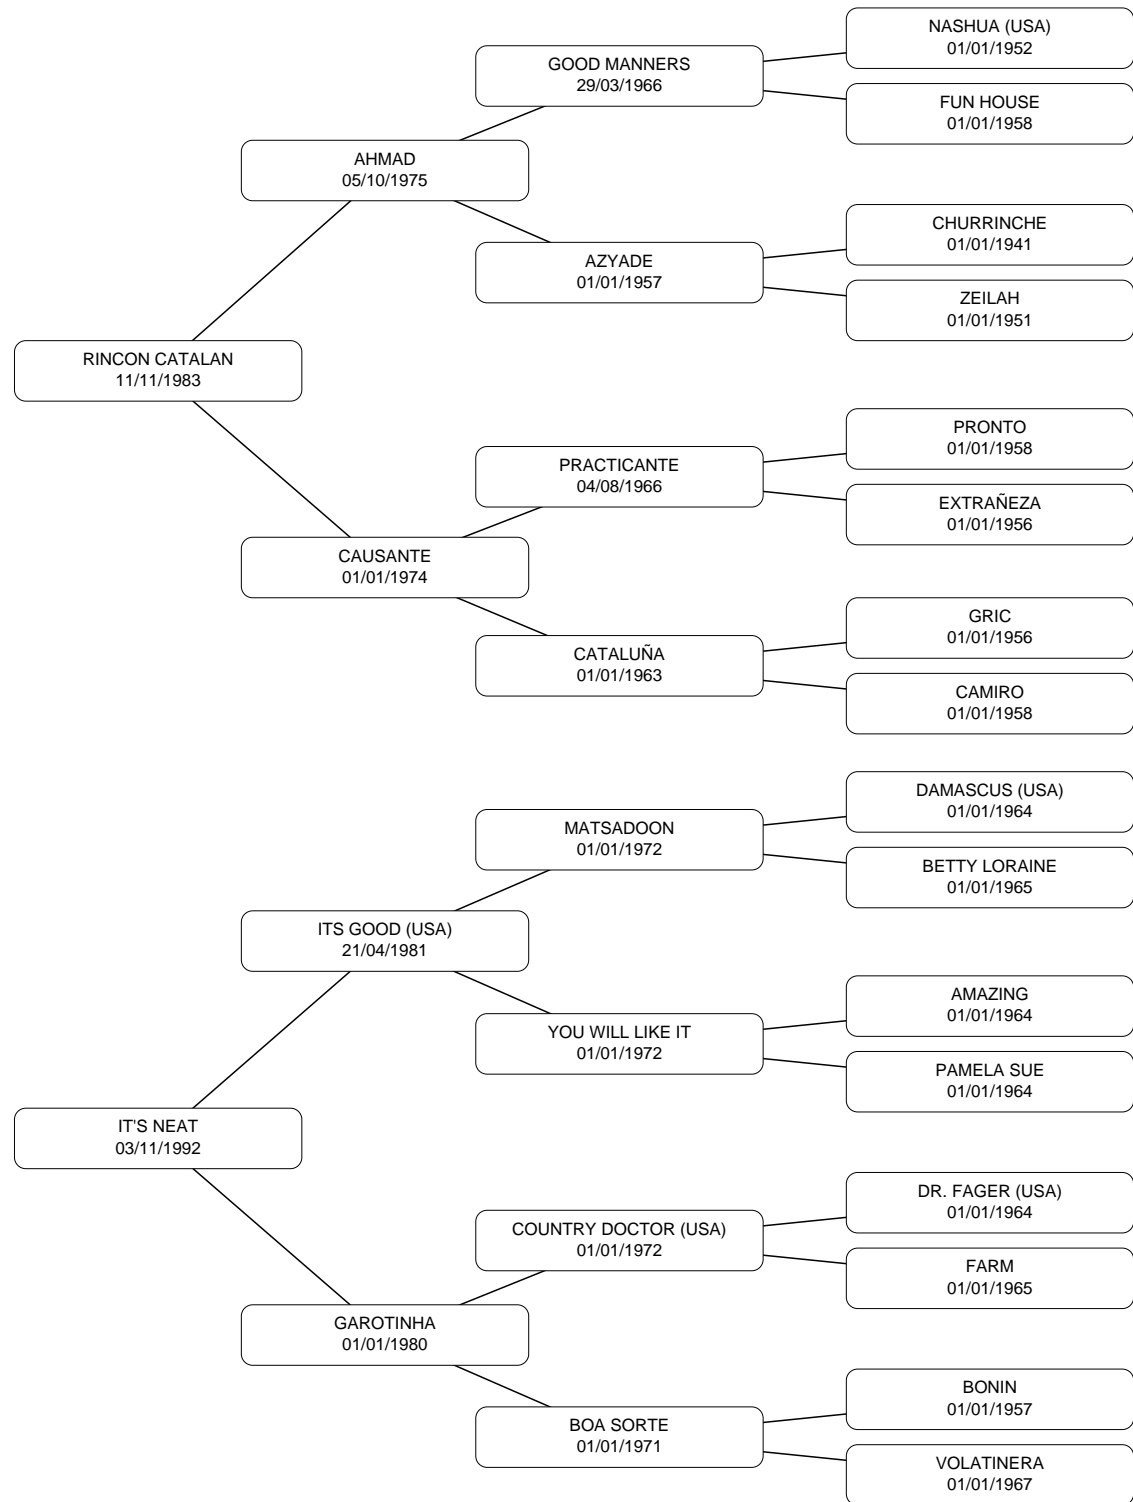 NASHUA (USA)
01/01/1952
GOOD MANNERS
29/03/1966
FUN HOUSE
01/01/1958
AHMAD
05/10/1975
CHURRINCHE
01/01/1941
AZYADE
01/01/1957
ZEILAH
01/01/1951
RINCON CATALAN
11/11/1983
PRONTO
01/01/1958
PRACTICANTE
04/08/1966
EXTRAÑEZA
01/01/1956
CAUSANTE
01/01/1974
GRIC
01/01/1956
CATALUÑA
01/01/1963
CAMIRO
01/01/1958
DAMASCUS (USA)
01/01/1964
MATSADOON
01/01/1972
BETTY LORAINE
01/01/1965
ITS GOOD (USA)
21/04/1981
AMAZING
01/01/1964
YOU WILL LIKE IT
01/01/1972
PAMELA SUE
01/01/1964
IT'S NEAT
03/11/1992
DR. FAGER (USA)
01/01/1964
COUNTRY DOCTOR (USA)
01/01/1972
FARM
01/01/1965
GAROTINHA
01/01/1980
BONIN
01/01/1957
BOA SORTE
01/01/1971
VOLATINERA
01/01/1967